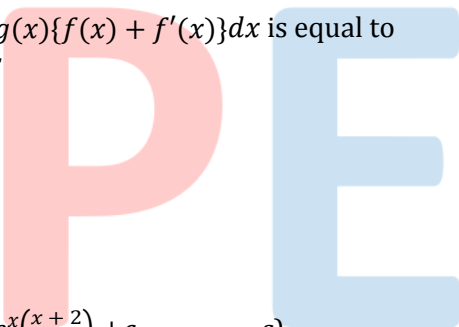 g(x){f(x) + f′(x)}dx is equal to
P E
x(x + 2)